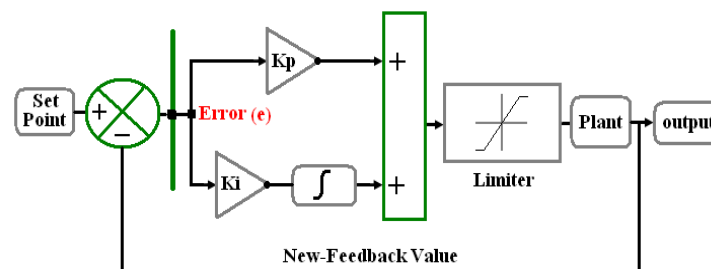 Kp
+
Set
Point
+
−
Error (e)
Plant
output
Ki
∫
+
Limiter
New-Feedback Value